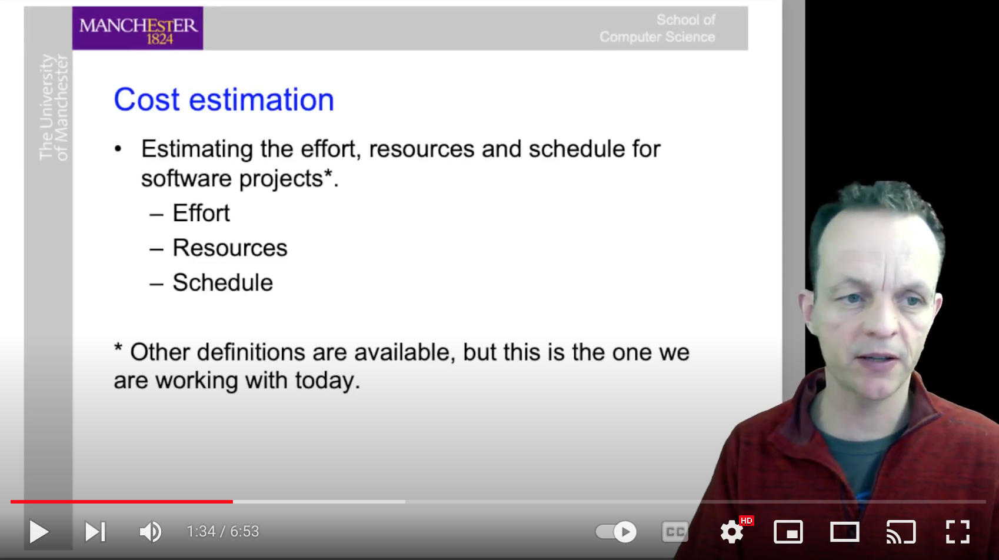 MANCHESTER
1824
School of
Computer Science
The University
of Manchester
Cost estimation
• Estimating the effort, resources and schedule for
software projects*.
– Effort
– Resources
– Schedule
* Other definitions are available, but this is the one we
are working with today.
1:34 / 6:53
CC
HD